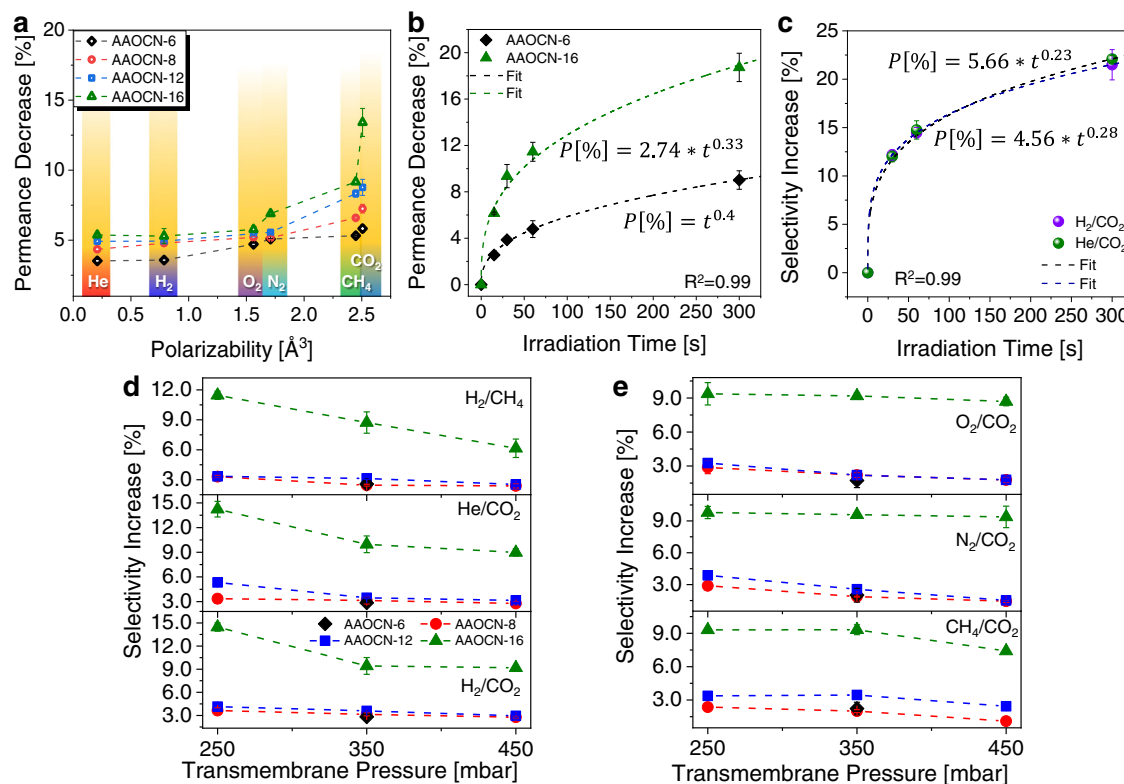 a
Permeance Decrease [%]
20
15
10
5
0
AAOCN-6
AAOCN-8
AAOCN-12
AAOCN-16
He
H₂
O₂
N₂
CH₄
CO₂
0.0 0.5 1.0 1.5 2.0 2.5
Polarizability [Å³]
b
Permeance Decrease [%]
20
16
12
8
4
0
AAOCN-6
AAOCN-16
Fit
Fit
P[%] = 2.74 * t^0.33
P[%] = t^0.4
R²=0.99
0 50 100 150 200 250 300
Irradiation Time [s]
c
Selectivity Increase [%]
25
20
15
10
5
0
P[%] = 5.66 * t^0.23
P[%] = 4.56 * t^0.28
H₂/CO₂
He/CO₂
Fit
Fit
R²=0.99
0 50 100 150 200 250 300
Irradiation Time [s]
d
Selectivity Increase [%]
12.0
9.0
6.0
3.0
H₂/CH₄
15.0
12.0
9.0
6.0
3.0
He/CO₂
15.0
12.0
9.0
6.0
3.0
AAOCN-6 AAOCN-8
AAOCN-12 AAOCN-16
H₂/CO₂
250 350 450
Transmembrane Pressure [mbar]
e
Selectivity Increase [%]
9.0
6.0
3.0
O₂/CO₂
9.0
6.0
3.0
N₂/CO₂
9.0
6.0
3.0
CH₄/CO₂
250 350 450
Transmembrane Pressure [mbar]